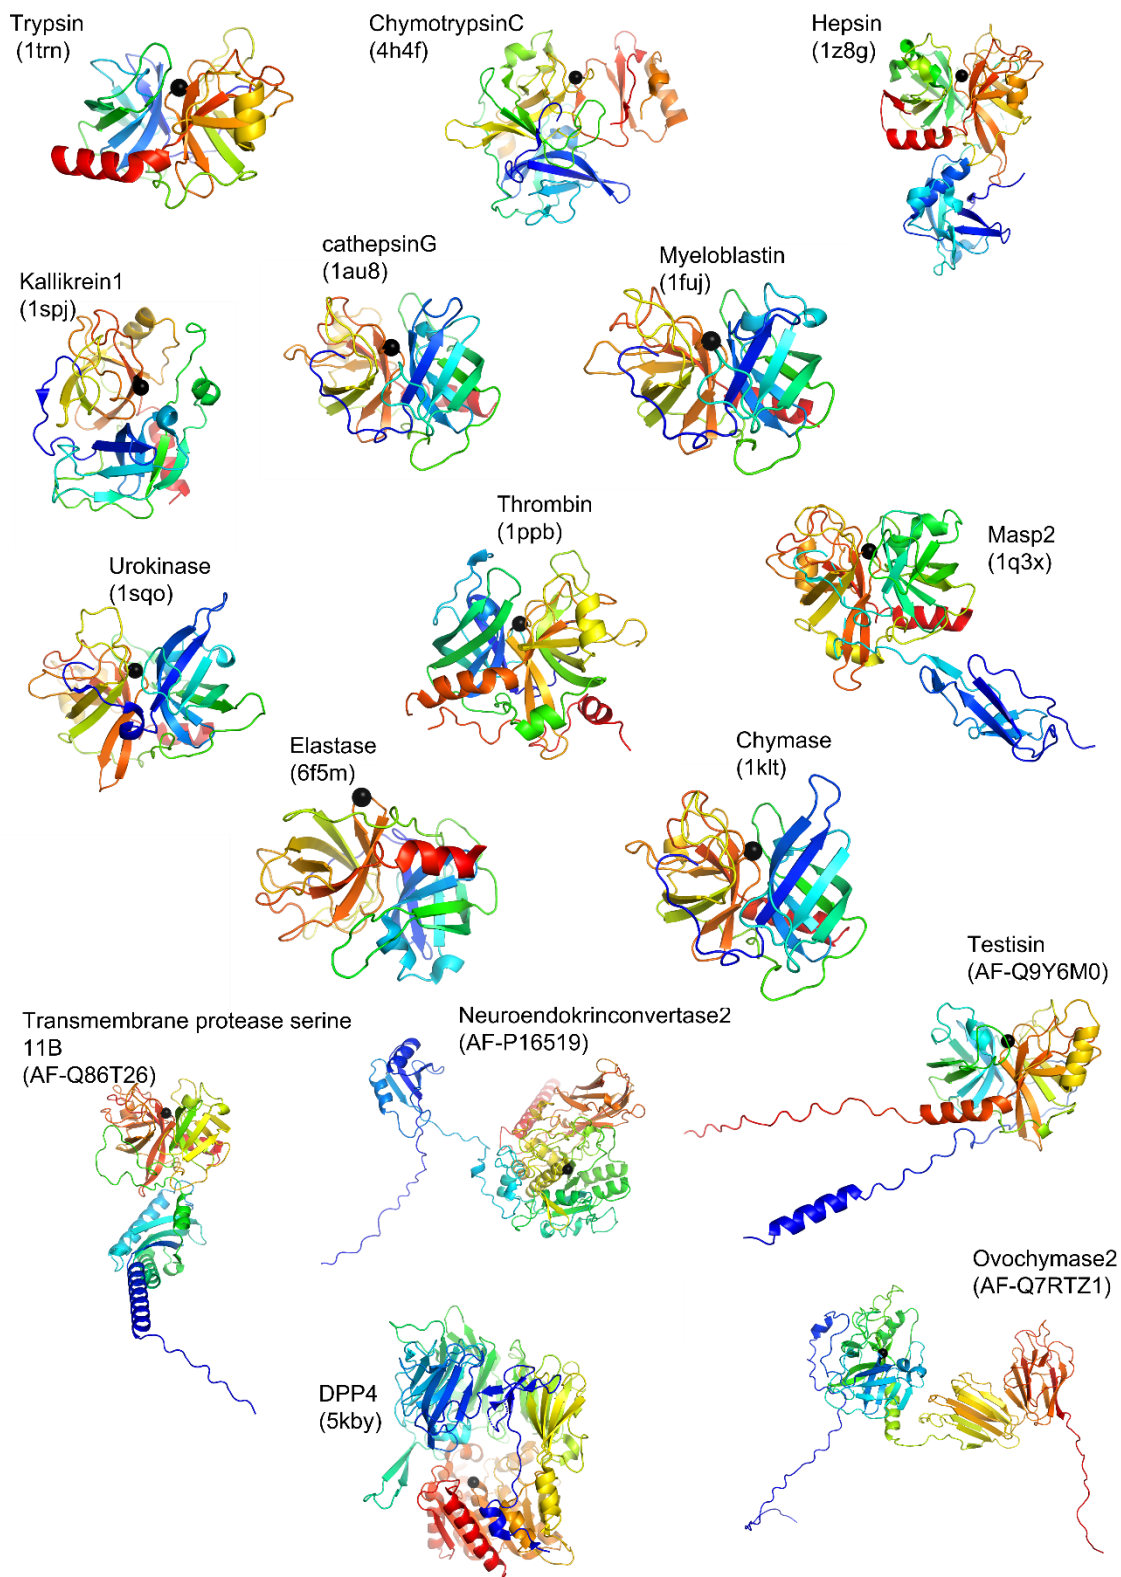 Trypsin
(1trn)
ChymotrypsinC
(4h4f)
Hepsin
(1z8g)
Kallikrein1
(1spj)
cathepsinG
(1au8)
Myeloblastin
(1fuj)
Urokinase
(1sqo)
Thrombin
(1ppb)
Masp2
(1q3x)
Elastase
(6f5m)
Chymase
(1klt)
Transmembrane protease serine
11B
(AF-Q86T26)
Neuroendokrinconvertase2
(AF-P16519)
Testisin
(AF-Q9Y6M0)
DPP4
(5kby)
Ovochymase2
(AF-Q7RTZ1)